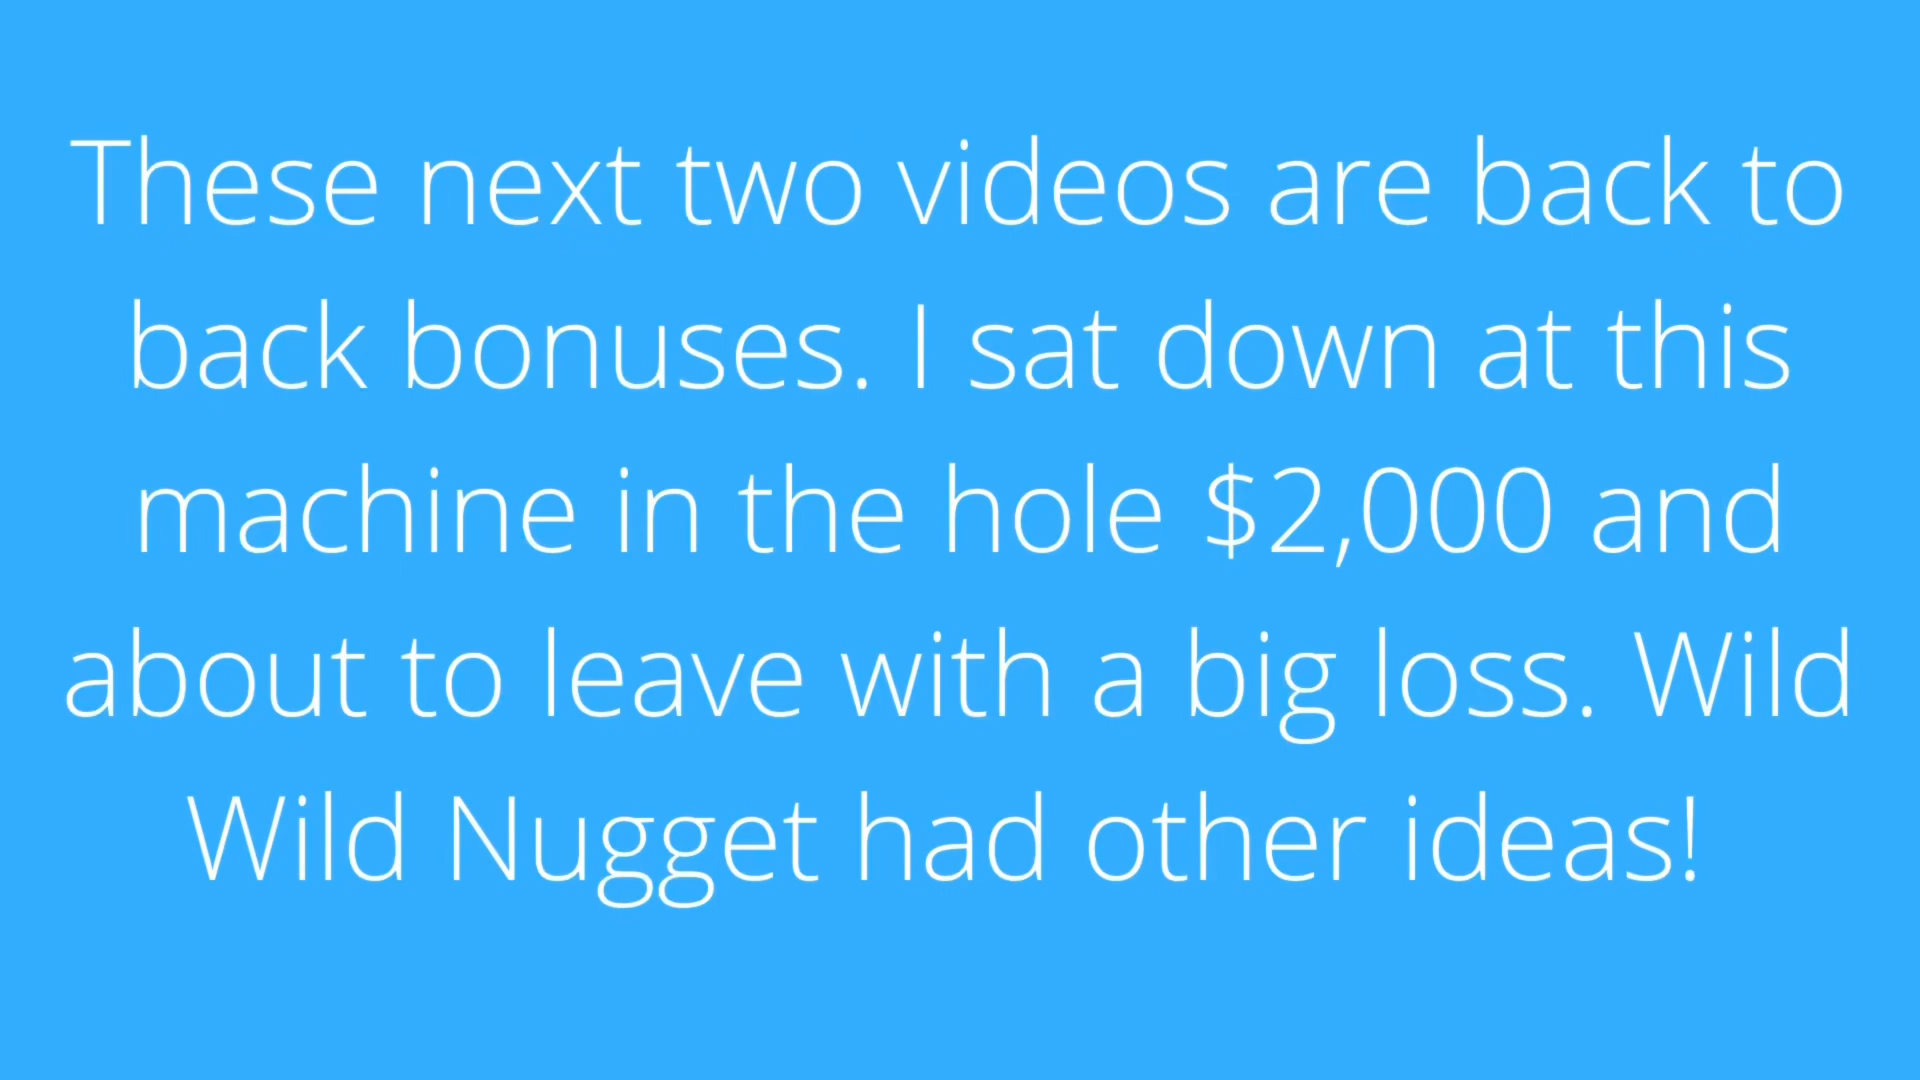 These next two videos are back to
back bonuses. I sat down at this
machine in the hole $2,000 and
about to leave with a big loss. Wild
Wild Nugget had other ideas!